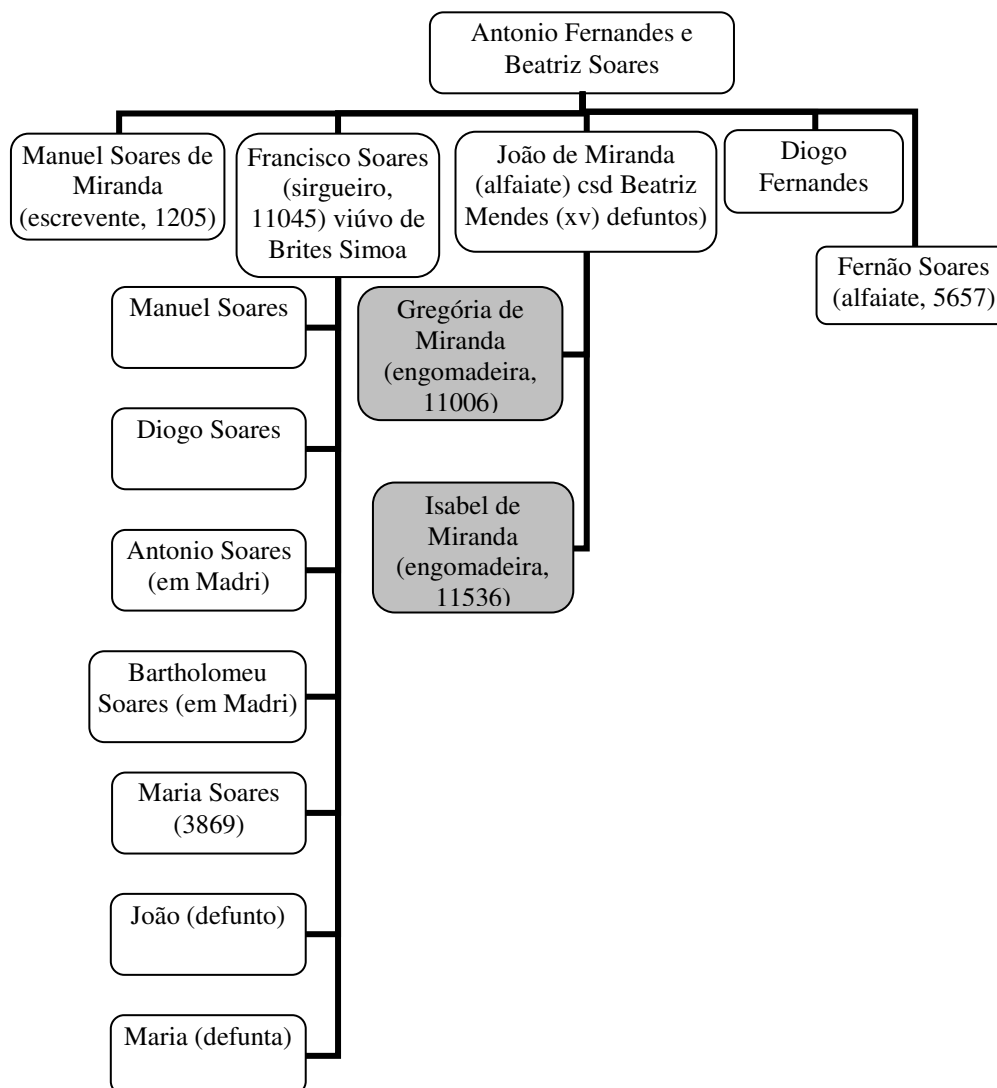 Antonio Fernandes e
Beatriz Soares
Manuel Soares de
Miranda
(escrevente, 1205)
Francisco Soares
(sirgueiro,
11045) viúvo de
Brites Simoa
João de Miranda
(alfaiate) csd Beatriz
Mendes (xv) defuntos)
Diogo
Fernandes
Fernão Soares
(alfaiate, 5657)
Manuel Soares
Diogo Soares
Antonio Soares
(em Madri)
Bartholomeu
Soares (em Madri)
Maria Soares
(3869)
João (defunto)
Maria (defunta)
Gregória de
Miranda
(engomadeira,
11006)
Isabel de
Miranda
(engomadeira,
11536)